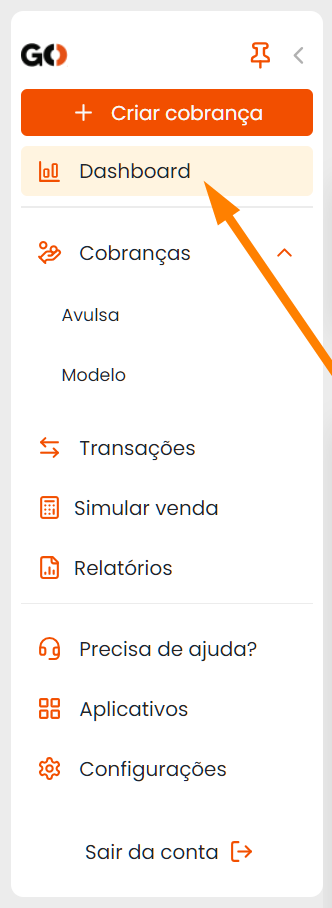 GO
Criar cobrança
Dashboard
Cobranças
Avulsa
Modelo
Transações
Simular venda
Relatórios
Precisa de ajuda?
Aplicativos
Configurações
Sair da conta